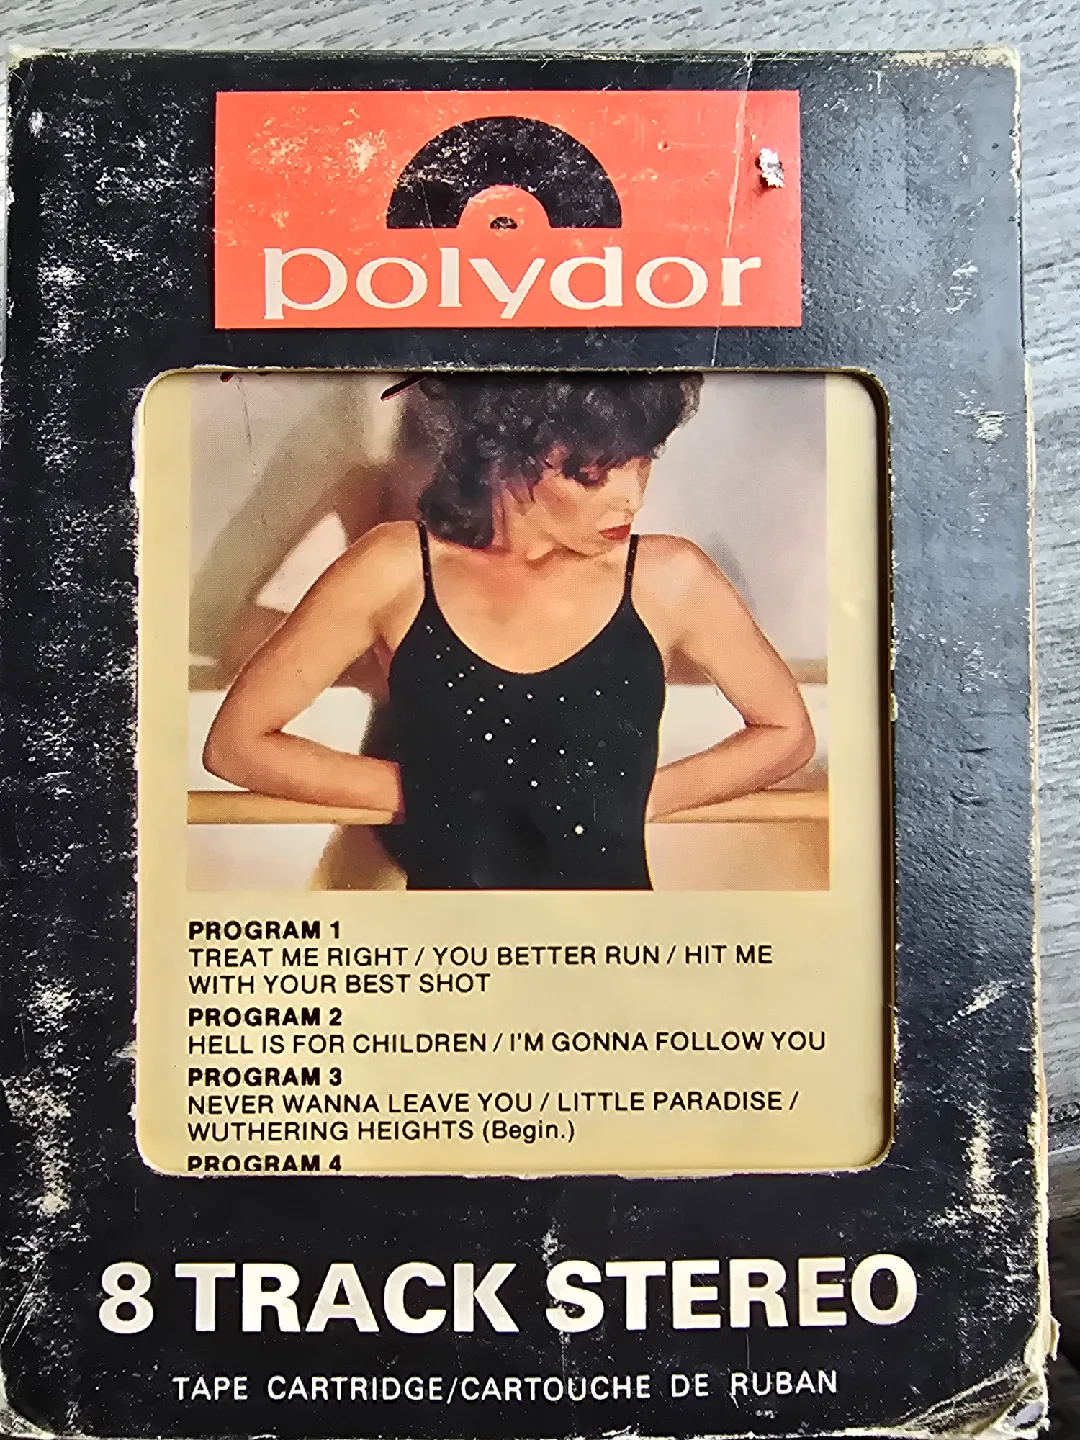 polydor
PROGRAM 1
TREAT ME RIGHT / YOU BETTER RUN / HIT ME
WITH YOUR BEST SHOT
PROGRAM 2
HELL IS FOR CHILDREN / I'M GONNA FOLLOW YOU
PROGRAM 3
NEVER WANNA LEAVE YOU / LITTLE PARADISE /
WUTHERING HEIGHTS (Begin.)
PROGRAM 4
8 TRACK STEREO
TAPE CARTRIDGE/CARTOUCHE DE RUBAN